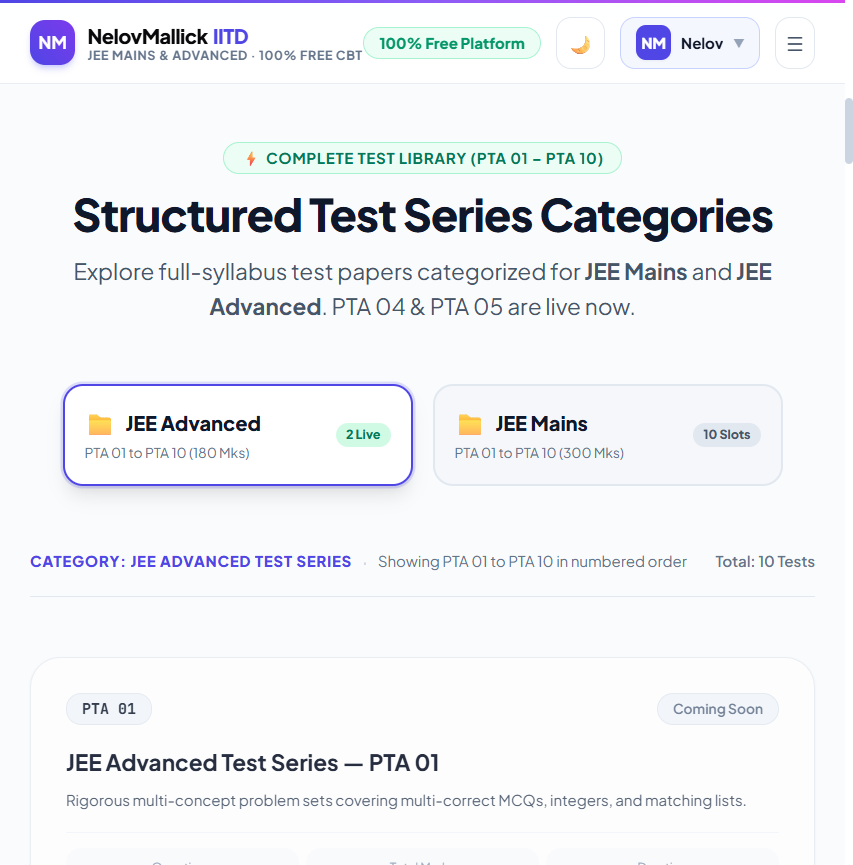 NM
NelovMallick IITD
JEE MAINS & ADVANCED · 100% FREE CBT
100% Free Platform
NM Nelov ▼
☰
COMPLETE TEST LIBRARY (PTA 01 – PTA 10)
Structured Test Series Categories
Explore full-syllabus test papers categorized for JEE Mains and JEE
Advanced. PTA 04 & PTA 05 are live now.
JEE Advanced
PTA 01 to PTA 10 (180 Mks)
2 Live
JEE Mains
PTA 01 to PTA 10 (300 Mks)
10 Slots
CATEGORY: JEE ADVANCED TEST SERIES · Showing PTA 01 to PTA 10 in numbered order Total: 10 Tests
PTA 01
Coming Soon
JEE Advanced Test Series — PTA 01
Rigorous multi-concept problem sets covering multi-correct MCQs, integers, and matching lists.